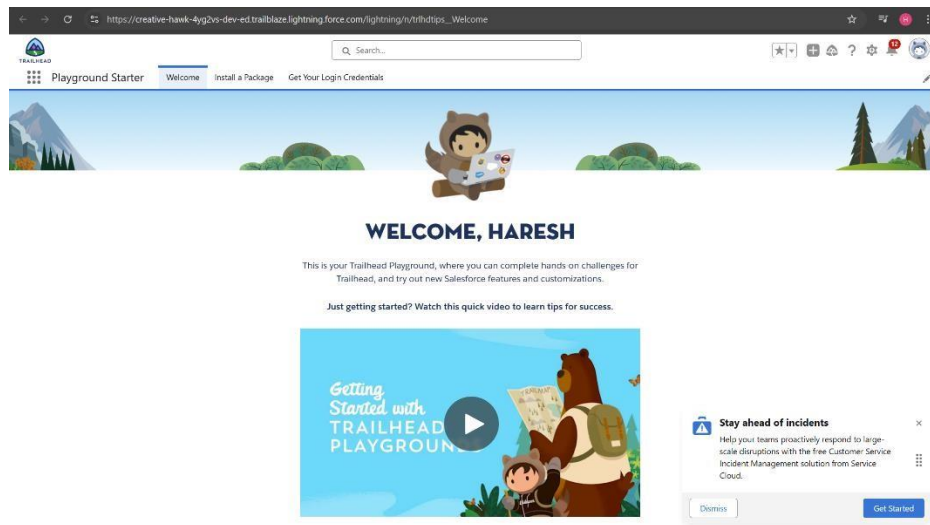 https://creative-hawk-4yg2vs-dev-ed.trailblaze.lightning.force.com/lightning/n/trlhdtips__Welcome
H
TRAILHEAD
Search...
12
Playground Starter
Welcome
Install a Package
Get Your Login Credentials
WELCOME, HARESH
This is your Trailhead Playground, where you can complete hands on challenges for
Trailhead, and try out new Salesforce features and customizations.
Just getting started? Watch this quick video to learn tips for success.
Getting
Started with
TRAILHEAD
PLAYGROUN
Stay ahead of incidents
Help your teams proactively respond to large-
scale disruptions with the free Customer Service
Incident Management solution from Service
Cloud.
Dismiss
Get Started